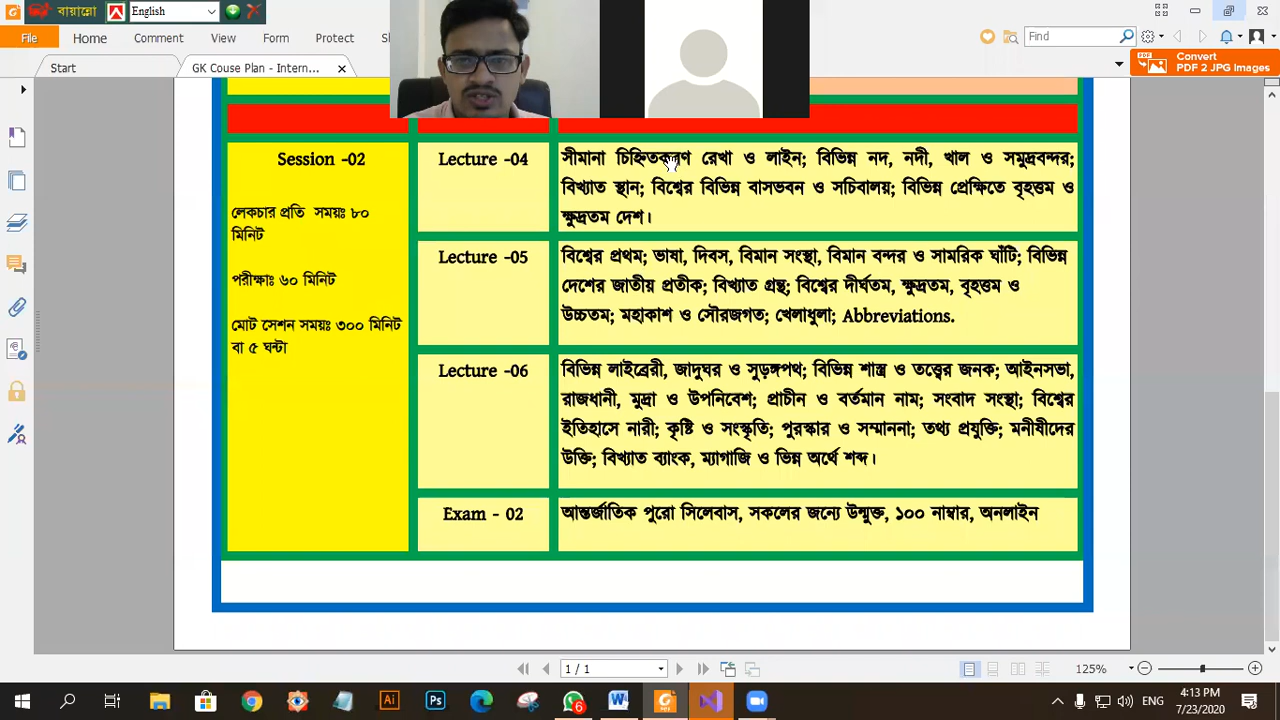 বায়ান্নো
English
File
Home
Comment
View
Form
Protect
Find
Convert
PDF 2 JPG Images
Start
GK Couse Plan - Intern...
Session -02
লেকচার প্রতি সময়ঃ ৮০
মিনিট
পরীক্ষাঃ ৬০ মিনিট
মোট সেশন সময়ঃ ৩০০ মিনিট
বা ৫ ঘন্টা
Lecture -04
সীমানা চিহ্নিতকরণ রেখা ও লাইন; বিভিন্ন নদ, নদী, খাল ও সমুদ্রবন্দর;
বিখ্যাত স্থান; বিশ্বের বিভিন্ন বাসভবন ও সচিবালয়; বিভিন্ন প্রেক্ষিতে বৃহত্তম ও
ক্ষুদ্রতম দেশ।
Lecture -05
বিশ্বের প্রথম; ভাষা, দিবস, বিমান সংস্থা, বিমান বন্দর ও সামরিক ঘাঁটি; বিভিন্ন
দেশের জাতীয় প্রতীক; বিখ্যাত গ্রন্থ; বিশ্বের দীর্ঘতম, ক্ষুদ্রতম, বৃহত্তম ও
উচ্চতম; মহাকাশ ও সৌরজগত; খেলাধুলা; Abbreviations.
Lecture -06
বিভিন্ন লাইব্রেরী, জাদুঘর ও সুড়ঙ্গপথ; বিভিন্ন শাস্ত্র ও তত্ত্বের জনক; আইনসভা,
রাজধানী, মুদ্রা ও উপনিবেশ; প্রাচীন ও বর্তমান নাম; সংবাদ সংস্থা; বিশ্বের
ইতিহাসে নারী; কৃষ্টি ও সংস্কৃতি; পুরস্কার ও সম্মাননা; তথ্য প্রযুক্তি; মনীষীদের
উক্তি; বিখ্যাত ব্যাংক, ম্যাগাজি ও ভিন্ন অর্থে শব্দ।
Exam - 02
আন্তর্জাতিক পুরো সিলেবাস, সকলের জন্যে উন্মুক্ত, ১০০ নাম্বার, অনলাইন
1 / 1
125%
Ai
Ps
6
W
ENG
4:13 PM
7/23/2020